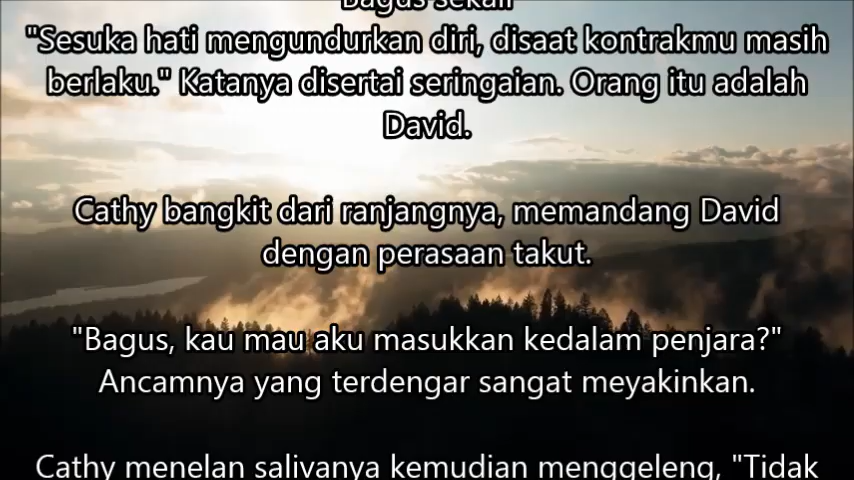 Bagus sekali
"Sesuka hati mengundurkan diri, disaat kontrakmu masih
berlaku." Katanya disertai seringaian. Orang itu adalah
David.
Cathy bangkit dari ranjangnya, memandang David
dengan perasaan takut.
"Bagus, kau mau aku masukkan kedalam penjara?"
Ancamnya yang terdengar sangat meyakinkan.
Cathy menelan salivanya kemudian menggeleng, "Tidak